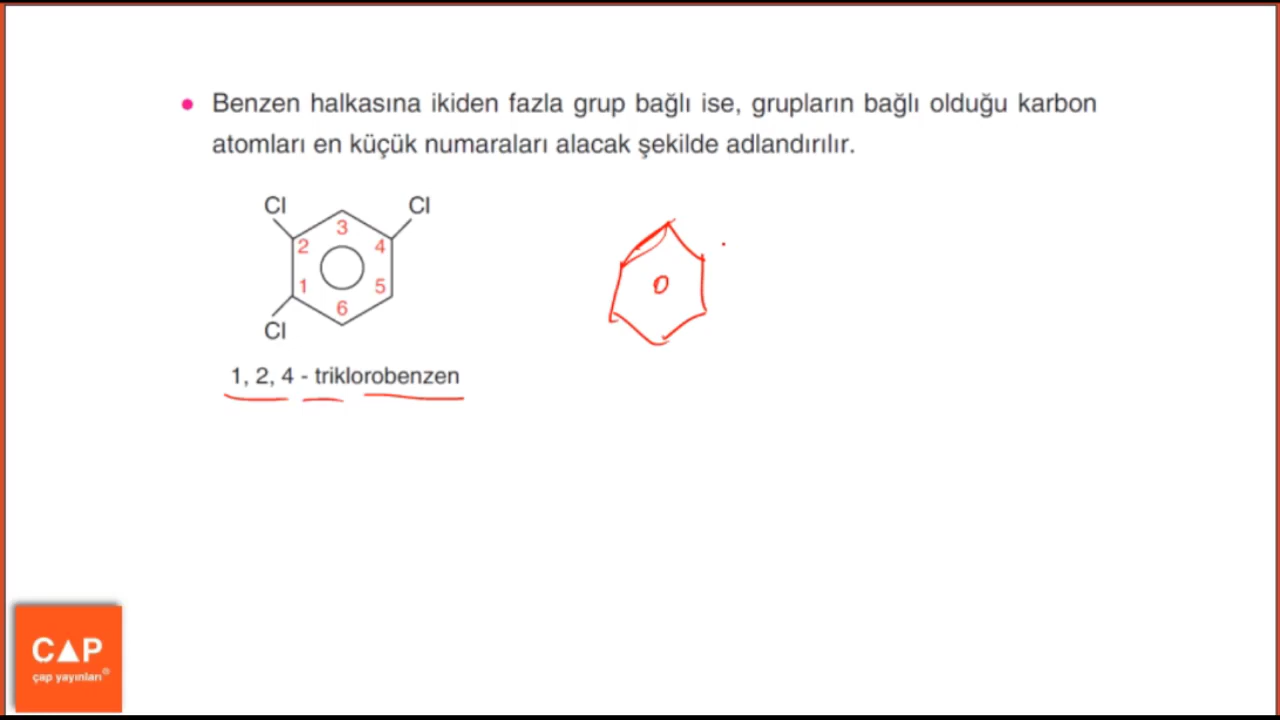 • Benzen halkasına ikiden fazla grup bağlı ise, grupların bağlı olduğu karbon
atomları en küçük numaraları alacak şekilde adlandırılır.
Cl Cl
3
2 4
1 5
6
Cl
1, 2, 4 - triklorobenzen
ÇAP
çap yayınları®